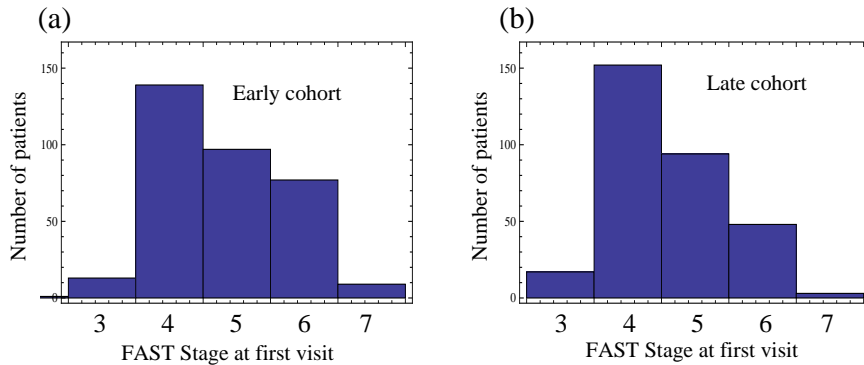 (a)
Number of patients
150
100
50
0
Early cohort
3 4 5 6 7
FAST Stage at first visit
(b)
Number of patients
150
100
50
0
Late cohort
3 4 5 6 7
FAST Stage at first visit